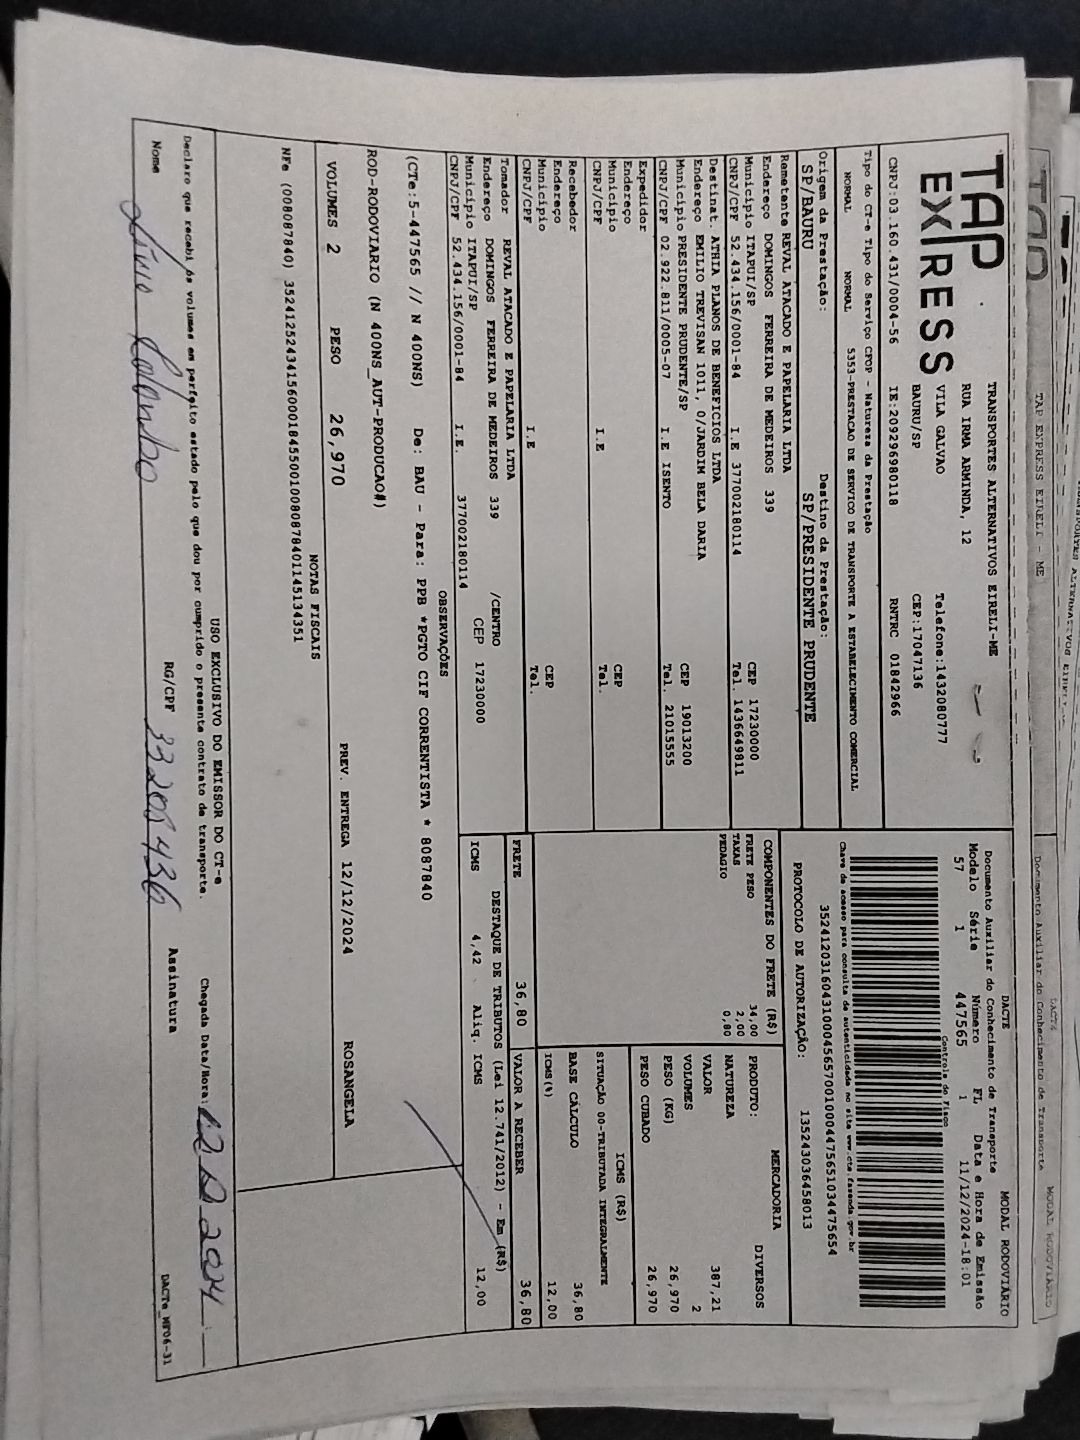 TAP
EXPRESS
TRANSPORTES ALTERNATIVOS EIRELI-ME
RUA IRMA ARMINDA, 12
VILA GALVAO Telefone:1432080777
BAURU/SP CEP:17047136
CNPJ:03.160.431/0004-56 IE:209296980118 RNTRC 01842966
DACTE MODAL RODOVIÁRIO
Documento Auxiliar do Conhecimento de Transporte
Modelo Série Número FL Data e Hora de Emissão
57 1 447565 1 11/12/2024-18:01
Controle do Fisco
Chave de acesso para consulta de autenticidade no site www.cte.fazenda.gov.br
PROTOCOLO DE AUTORIZAÇÃO: 135243036458013
Tipo do CT-e Tipo do Serviço CFOP - Natureza da Prestação
NORMAL NORMAL 5353-PRESTACAO DE SERVICO DE TRANSPORTE A ESTABELECIMENTO COMERCIAL
Origem da Prestação: Destino da Prestação:
SP/BAURU SP/PRESIDENTE PRUDENTE
Remetente REVAL ATACADO E PAPELARIA LTDA
Endereço DOMINGOS FERREIRA DE MEDEIROS 339
Município ITAPUI/SP CEP 17230000
CNPJ/CPF 52.434.156/0001-84 I.E 377002180114 Tel. 1436649811
Destinat. ATHIA PLANOS DE BENEFICIOS LTDA
Endereço EMILIO TREVISAN 1011, 0/JARDIM BELA DARIA
Município PRESIDENTE PRUDENTE/SP CEP 19013200
CNPJ/CPF 02.922.811/0005-07 I.E ISENTO Tel. 21015555
Expedidor
Endereço
Município CEP
CNPJ/CPF I.E Tel.
Recebedor
Endereço
Município CEP
CNPJ/CPF I.E Tel.
Tomador REVAL ATACADO E PAPELARIA LTDA
Endereço DOMINGOS FERREIRA DE MEDEIROS 339 /CENTRO
Município ITAPUI/SP CEP 17230000
CNPJ/CPF 52.434.156/0001-84 I.E. 377002180114
COMPONENTES DO FRETE (R$)
FRETE PESO 34,00
TAXAS 2,00
PEDAGIO 0,80
MERCADORIA
PRODUTO: DIVERSOS
NATUREZA
VALOR 387,21
VOLUMES 2
PESO (KG) 26,970
PESO CUBADO 26,970
ICMS (R$)
SITUAÇÃO 00-TRIBUTADA INTEGRALMENTE
BASE CÁLCULO 36,80
ICMS(%) 12,00
FRETE 36,80 VALOR A RECEBER 36,80
DESTAQUE DE TRIBUTOS (Lei 12.741/2012) - Em (R$)
ICMS 4,42 Aliq. ICMS 12,00
OBSERVAÇÕES
(CTe:5-447565 // N 400NS) De: BAU - Para: PPB *PGTO CIF CORRENTISTA * 8087840
ROD-RODOVIARIO (N 400NS_AUT-PRODUCAO#)
VOLUMES 2 PESO 26,970 PREV. ENTREGA 12/12/2024 ROSANGELA
NOTAS FISCAIS
USO EXCLUSIVO DO EMISSOR DO CT-e
Declaro que recebi os volumes em perfeito estado pelo que dou por cumprido o presente contrato de transporte. Chegada Data/Hora: 12 12 2024 :
Nome Colombo RG/CPF 33208436 Assinatura
DACTe_MF06-31